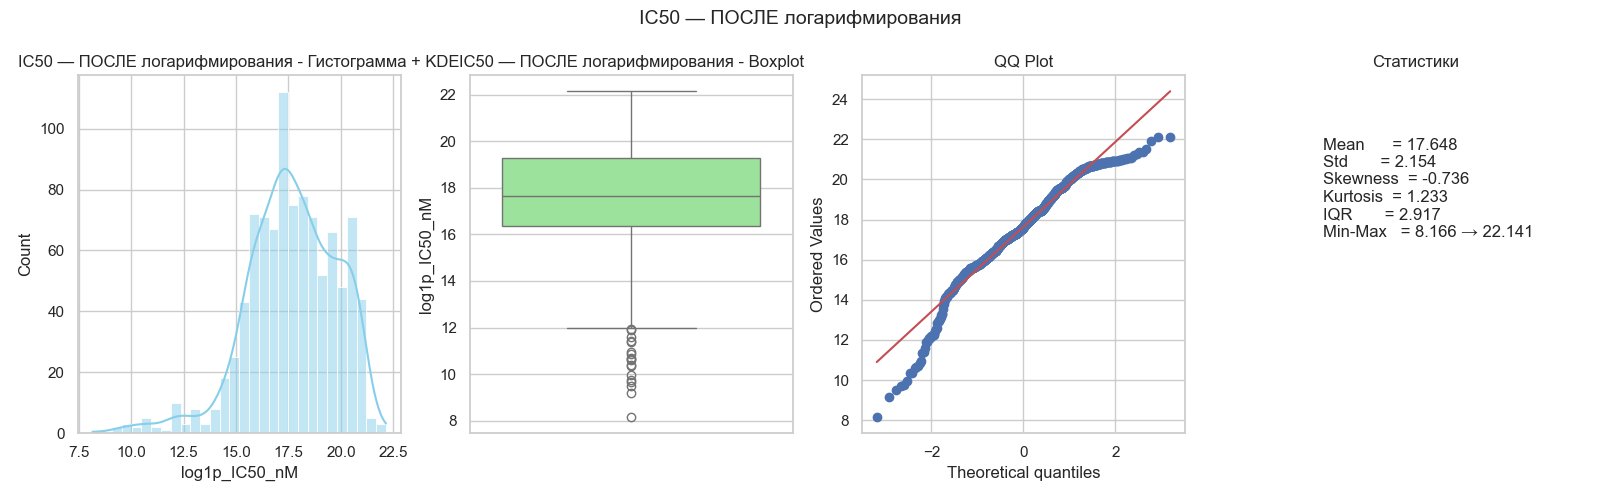 IC50 — ПОСЛЕ логарифмирования
IC50 — ПОСЛЕ логарифмирования - Гистограмма + KDE
Count
120
100
80
60
40
20
0
7.5 10.0 12.5 15.0 17.5 20.0 22.5
log1p_IC50_nM
IC50 — ПОСЛЕ логарифмирования - Boxplot
log1p_IC50_nM
22
20
18
16
14
12
10
8
QQ Plot
Ordered Values
24
22
20
18
16
14
12
10
8
−2 0 2
Theoretical quantiles
Статистики
Mean = 17.648
Std = 2.154
Skewness = -0.736
Kurtosis = 1.233
IQR = 2.917
Min-Max = 8.166 → 22.141